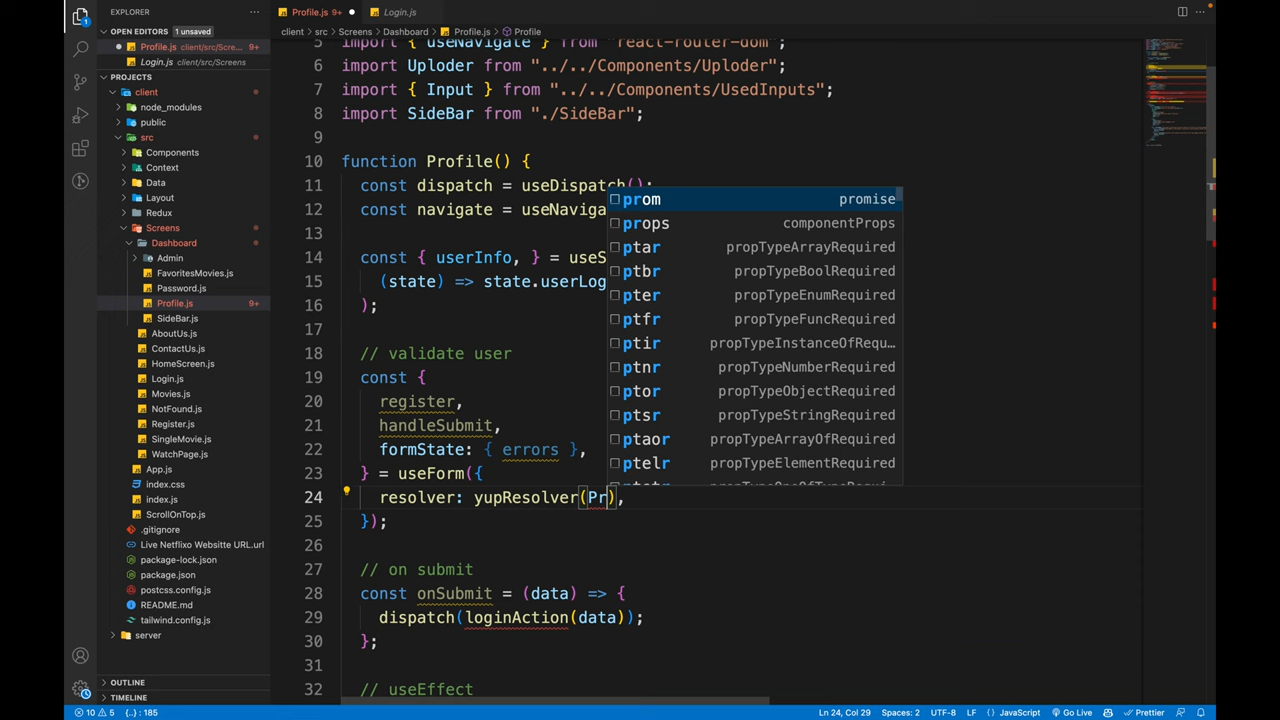 EXPLORER
Profile.js 9+
Login.js
OPEN EDITORS 1 unsaved
Profile.js client/src/Scree... 9+
Login.js client/src/Screens
PROJECTS
client
node_modules
public
src
Components
Context
Data
Layout
Redux
Screens
Dashboard
Admin
FavoritesMovies.js
Password.js
Profile.js 9+
SideBar.js
AboutUs.js
ContactUs.js
HomeScreen.js
Login.js
Movies.js
NotFound.js
Register.js
SingleMovie.js
WatchPage.js
App.js
index.css
index.js
ScrollOnTop.js
.gitignore
Live Netflixo Websitte URL.url
package-lock.json
package.json
postcss.config.js
README.md
tailwind.config.js
server
OUTLINE
TIMELINE
client > src > Screens > Dashboard > Profile.js > Profile
5 import { useNavigate } from "react-router-dom";
6 import Uploder from "../../Components/Uploder";
7 import { Input } from "../../Components/UsedInputs";
8 import SideBar from "./SideBar";
9
10 function Profile() {
11 const dispatch = useDispatch();
12 const navigate = useNaviga
13
14 const { userInfo, } = useS
15 (state) => state.userLog
16 );
17
18 // validate user
19 const {
20 register,
21 handleSubmit,
22 formState: { errors },
23 } = useForm({
24 resolver: yupResolver(Pr),
25 });
26
27 // on submit
28 const onSubmit = (data) => {
29 dispatch(loginAction(data));
30 };
31
32 // useEffect
prom promise
props componentProps
ptar propTypeArrayRequired
ptbr propTypeBoolRequired
pter propTypeEnumRequired
ptfr propTypeFuncRequired
ptir propTypeInstanceOfRequ...
ptnr propTypeNumberRequired
ptor propTypeObjectRequired
ptsr propTypeStringRequired
ptaor propTypeArrayOfRequired
ptelr propTypeElementRequired
10 5 {..} : 185
Ln 24, Col 29 Spaces: 2 UTF-8 LF {} JavaScript Go Live Prettier